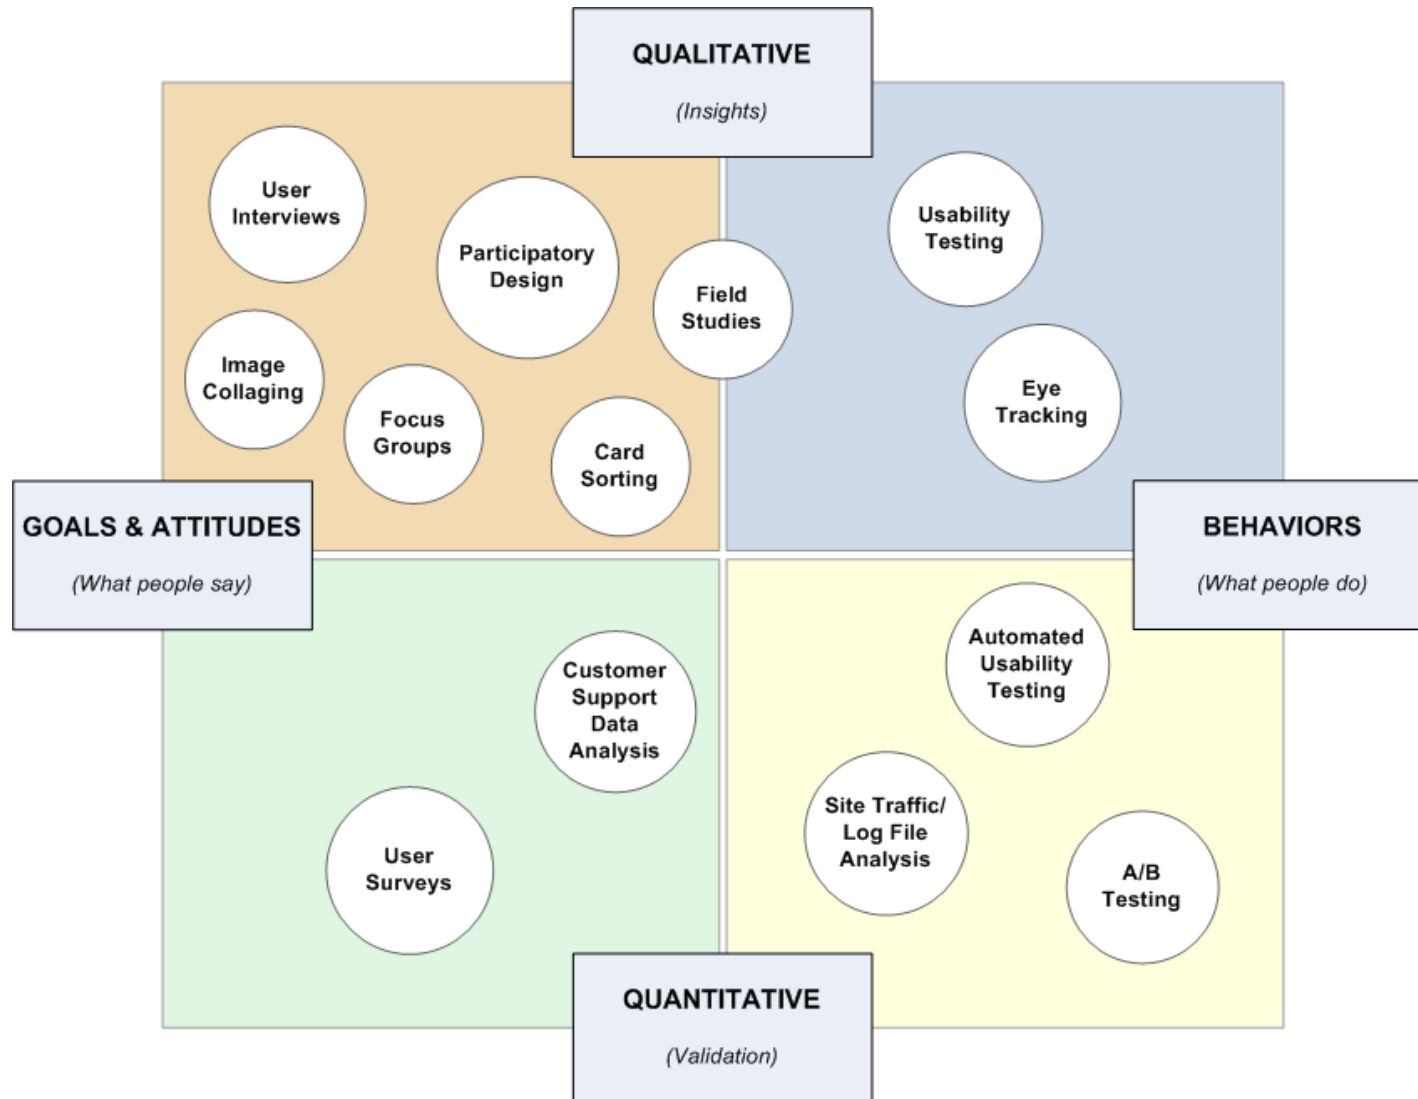 QUALITATIVE
(Insights)
User
Interviews
Participatory
Design
Usability
Testing
Field
Studies
Image
Collaging
Focus
Groups
Card
Sorting
Eye
Tracking
GOALS & ATTITUDES
(What people say)
BEHAVIORS
(What people do)
Customer
Support
Data
Analysis
Automated
Usability
Testing
User
Surveys
Site Traffic/
Log File
Analysis
A/B
Testing
QUANTITATIVE
(Validation)